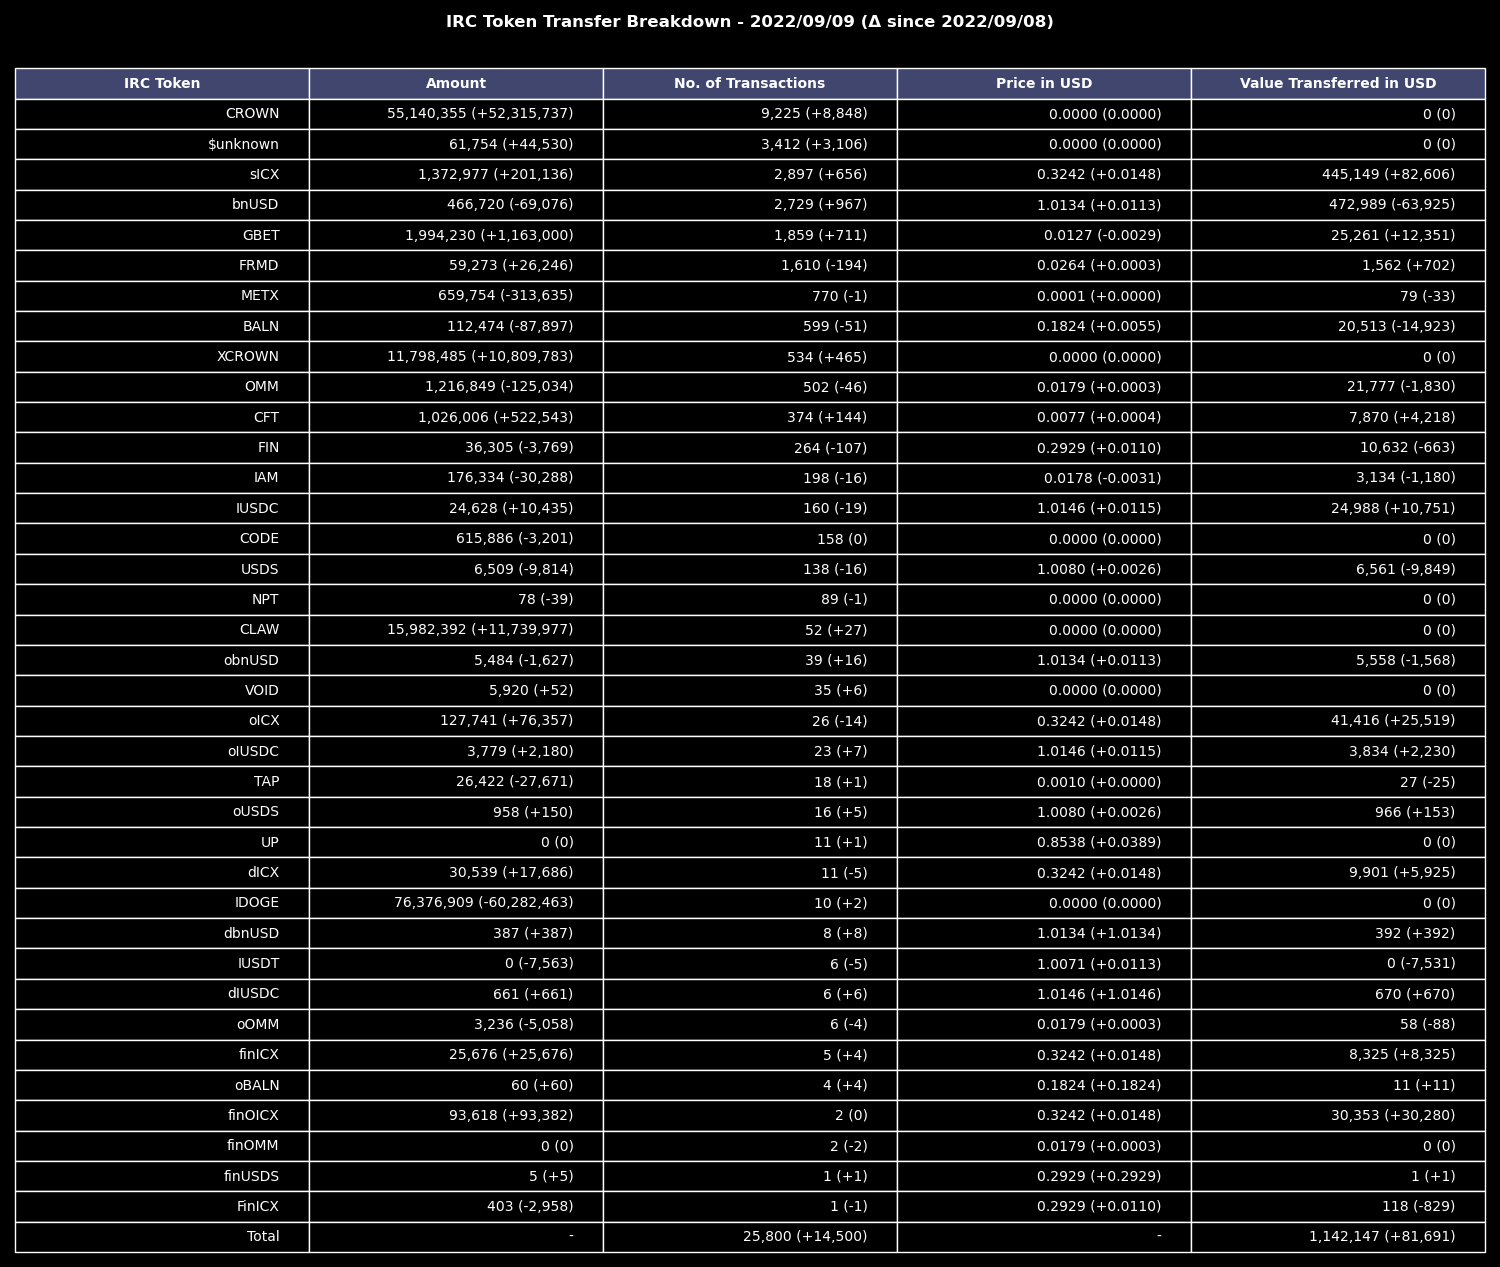 IRC Token Transfer Breakdown - 2022/09/09 (Δ since 2022/09/08)
IRC Token Amount No. of Transactions Price in USD Value Transferred in USD
CROWN 55,140,355 (+52,315,737) 9,225 (+8,848) 0.0000 (0.0000) 0 (0)
$unknown 61,754 (+44,530) 3,412 (+3,106) 0.0000 (0.0000) 0 (0)
sICX 1,372,977 (+201,136) 2,897 (+656) 0.3242 (+0.0148) 445,149 (+82,606)
bnUSD 466,720 (-69,076) 2,729 (+967) 1.0134 (+0.0113) 472,989 (-63,925)
GBET 1,994,230 (+1,163,000) 1,859 (+711) 0.0127 (-0.0029) 25,261 (+12,351)
FRMD 59,273 (+26,246) 1,610 (-194) 0.0264 (+0.0003) 1,562 (+702)
METX 659,754 (-313,635) 770 (-1) 0.0001 (+0.0000) 79 (-33)
BALN 112,474 (-87,897) 599 (-51) 0.1824 (+0.0055) 20,513 (-14,923)
XCROWN 11,798,485 (+10,809,783) 534 (+465) 0.0000 (0.0000) 0 (0)
OMM 1,216,849 (-125,034) 502 (-46) 0.0179 (+0.0003) 21,777 (-1,830)
CFT 1,026,006 (+522,543) 374 (+144) 0.0077 (+0.0004) 7,870 (+4,218)
FIN 36,305 (-3,769) 264 (-107) 0.2929 (+0.0110) 10,632 (-663)
IAM 176,334 (-30,288) 198 (-16) 0.0178 (-0.0031) 3,134 (-1,180)
IUSDC 24,628 (+10,435) 160 (-19) 1.0146 (+0.0115) 24,988 (+10,751)
CODE 615,886 (-3,201) 158 (0) 0.0000 (0.0000) 0 (0)
USDS 6,509 (-9,814) 138 (-16) 1.0080 (+0.0026) 6,561 (-9,849)
NPT 78 (-39) 89 (-1) 0.0000 (0.0000) 0 (0)
CLAW 15,982,392 (+11,739,977) 52 (+27) 0.0000 (0.0000) 0 (0)
obnUSD 5,484 (-1,627) 39 (+16) 1.0134 (+0.0113) 5,558 (-1,568)
VOID 5,920 (+52) 35 (+6) 0.0000 (0.0000) 0 (0)
oICX 127,741 (+76,357) 26 (-14) 0.3242 (+0.0148) 41,416 (+25,519)
oIUSDC 3,779 (+2,180) 23 (+7) 1.0146 (+0.0115) 3,834 (+2,230)
TAP 26,422 (-27,671) 18 (+1) 0.0010 (+0.0000) 27 (-25)
oUSDS 958 (+150) 16 (+5) 1.0080 (+0.0026) 966 (+153)
UP 0 (0) 11 (+1) 0.8538 (+0.0389) 0 (0)
dICX 30,539 (+17,686) 11 (-5) 0.3242 (+0.0148) 9,901 (+5,925)
IDOGE 76,376,909 (-60,282,463) 10 (+2) 0.0000 (0.0000) 0 (0)
dbnUSD 387 (+387) 8 (+8) 1.0134 (+1.0134) 392 (+392)
IUSDT 0 (-7,563) 6 (-5) 1.0071 (+0.0113) 0 (-7,531)
dIUSDC 661 (+661) 6 (+6) 1.0146 (+1.0146) 670 (+670)
oOMM 3,236 (-5,058) 6 (-4) 0.0179 (+0.0003) 58 (-88)
finICX 25,676 (+25,676) 5 (+4) 0.3242 (+0.0148) 8,325 (+8,325)
oBALN 60 (+60) 4 (+4) 0.1824 (+0.1824) 11 (+11)
finOICX 93,618 (+93,382) 2 (0) 0.3242 (+0.0148) 30,353 (+30,280)
finOMM 0 (0) 2 (-2) 0.0179 (+0.0003) 0 (0)
finUSDS 5 (+5) 1 (+1) 0.2929 (+0.2929) 1 (+1)
FinICX 403 (-2,958) 1 (-1) 0.2929 (+0.0110) 118 (-829)
Total - 25,800 (+14,500) - 1,142,147 (+81,691)